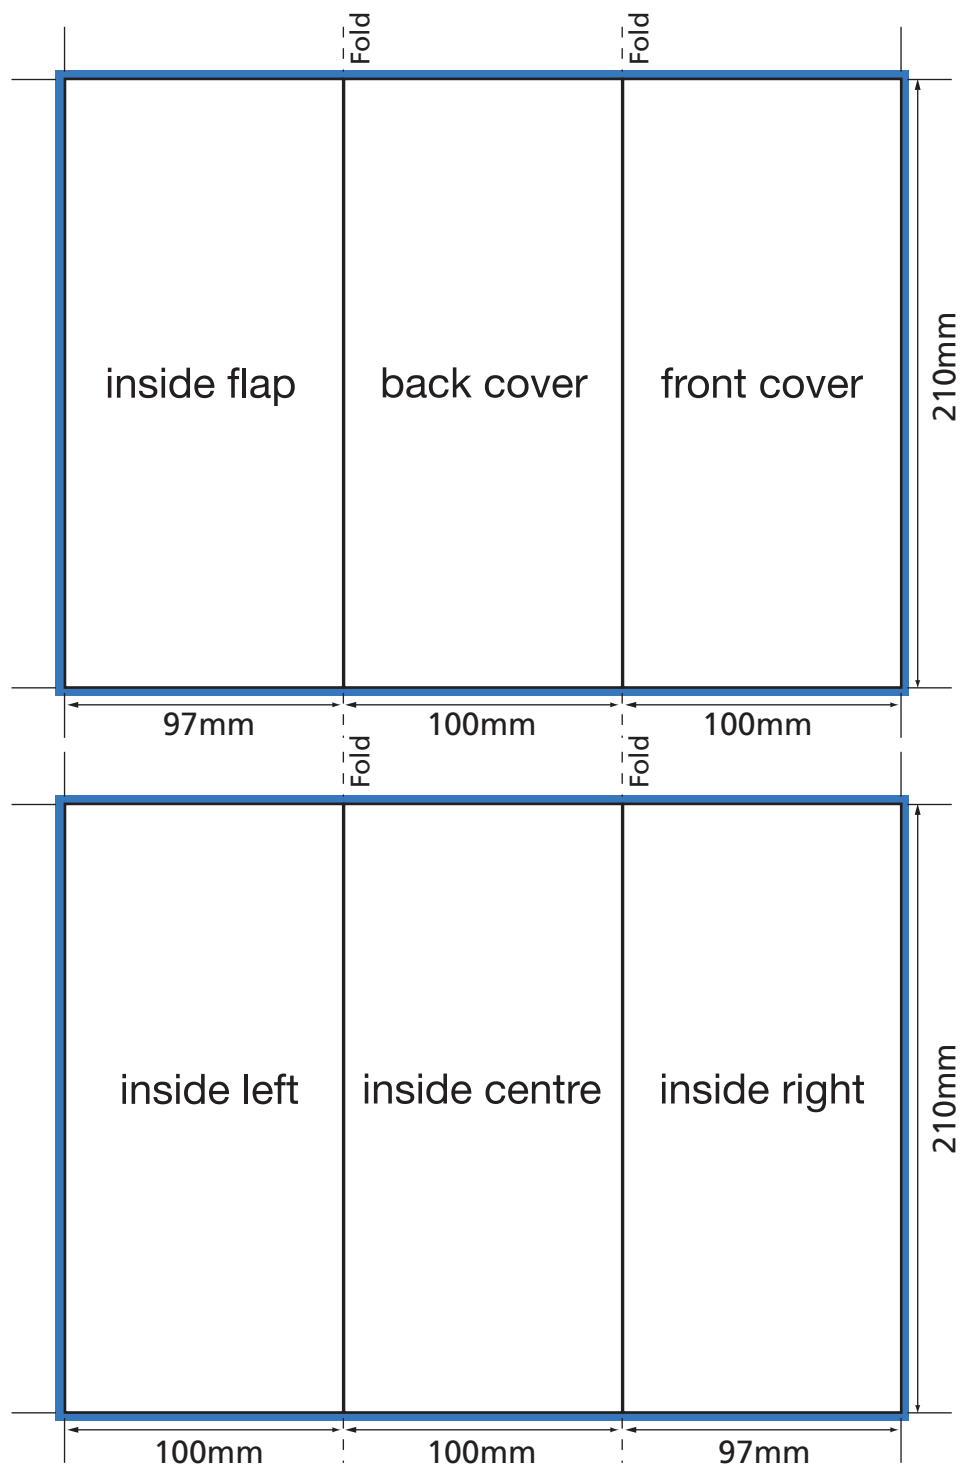 Fold
Fold
inside flap
back cover
front cover
210mm
97mm
100mm
100mm
Fold
Fold
inside left
inside centre
inside right
210mm
100mm
100mm
97mm